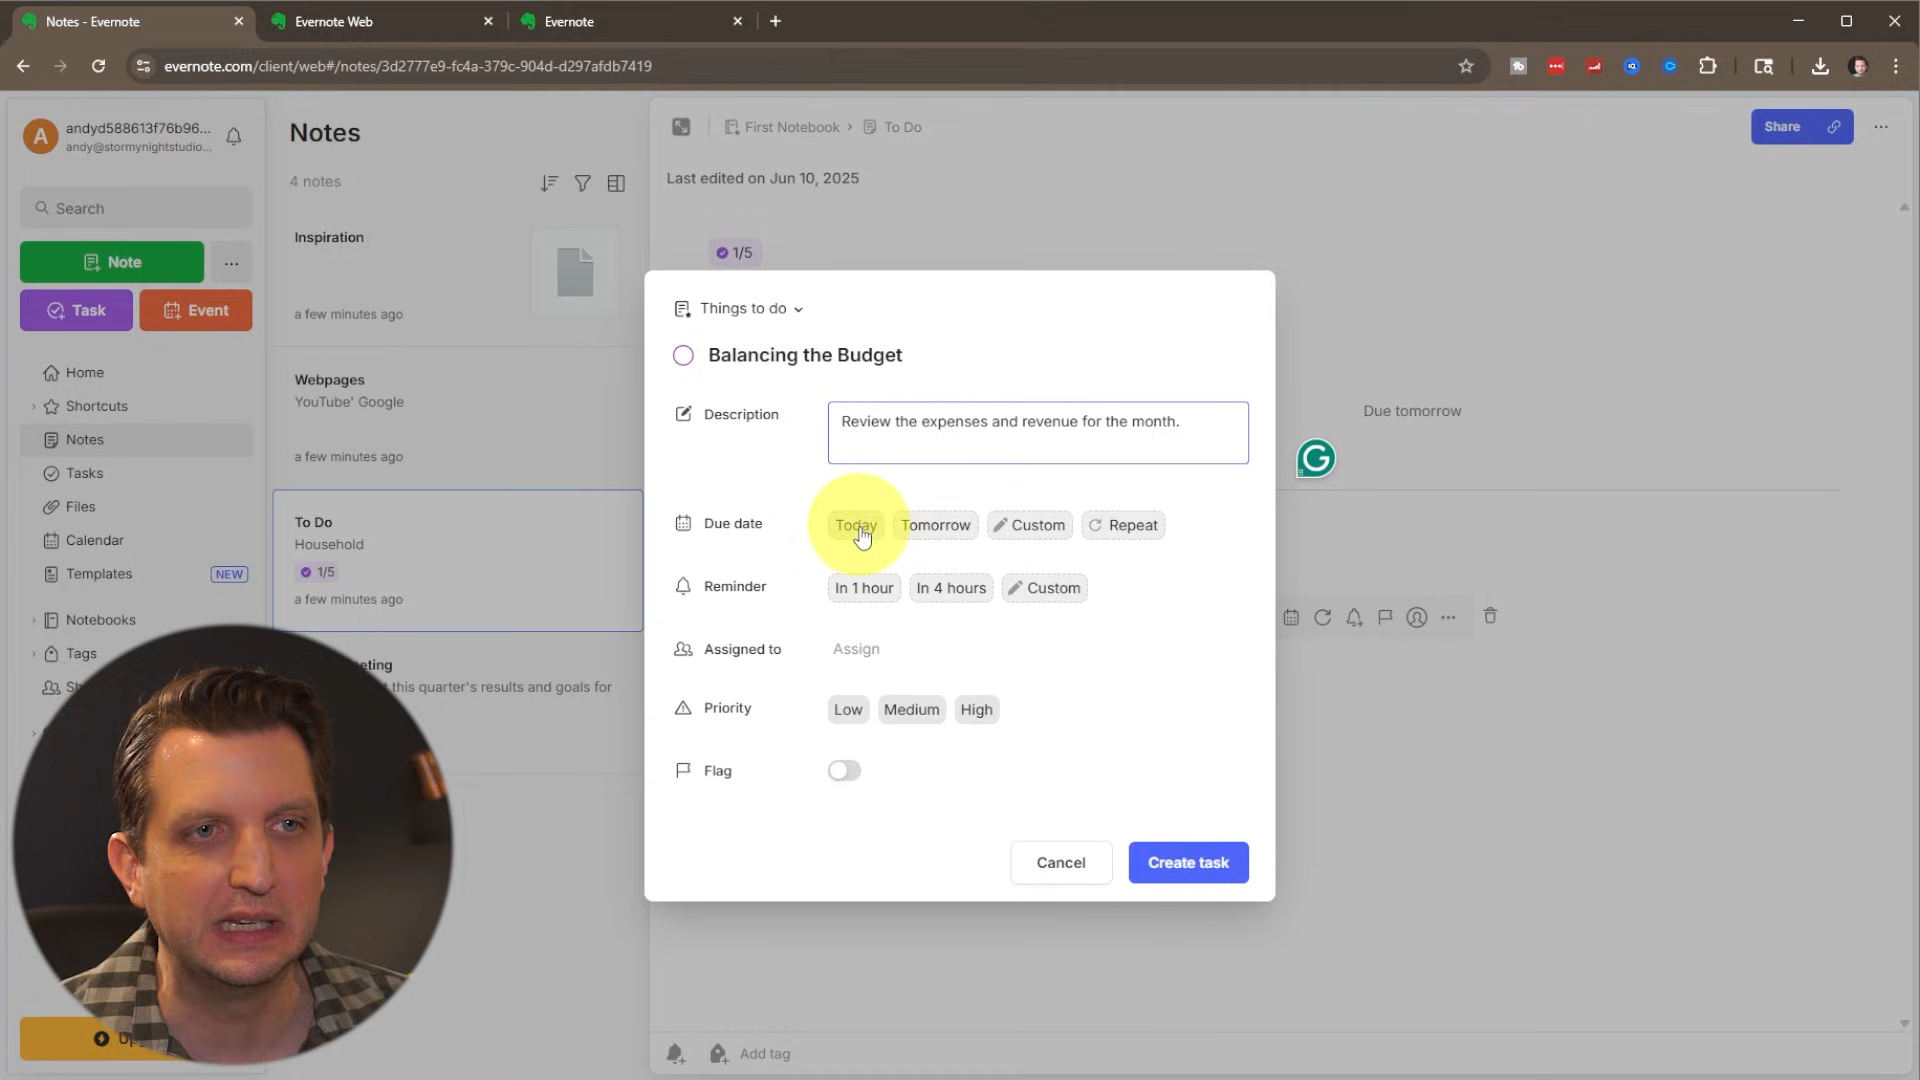 Notes - Evernote
Evernote Web
Evernote
evernote.com/client/web#/notes/3d2777e9-fc4a-379c-904d-d297afdb7419
A
andyd588613f76b96...
andy@stormynightstudio...
Search
Note
...
Task
Event
Home
Shortcuts
Notes
Tasks
Files
Calendar
Templates NEW
Notebooks
Tags
Notes
4 notes
Inspiration
a few minutes ago
Webpages
YouTube' Google
a few minutes ago
To Do
Household
1/5
a few minutes ago
this quarter's results and goals for
First Notebook › To Do
Share
Last edited on Jun 10, 2025
1/5
Due tomorrow
Things to do
Balancing the Budget
Description
Review the expenses and revenue for the month.
Due date
Today Tomorrow Custom Repeat
Reminder
In 1 hour In 4 hours Custom
Assigned to
Assign
Priority
Low Medium High
Flag
Cancel
Create task
Add tag